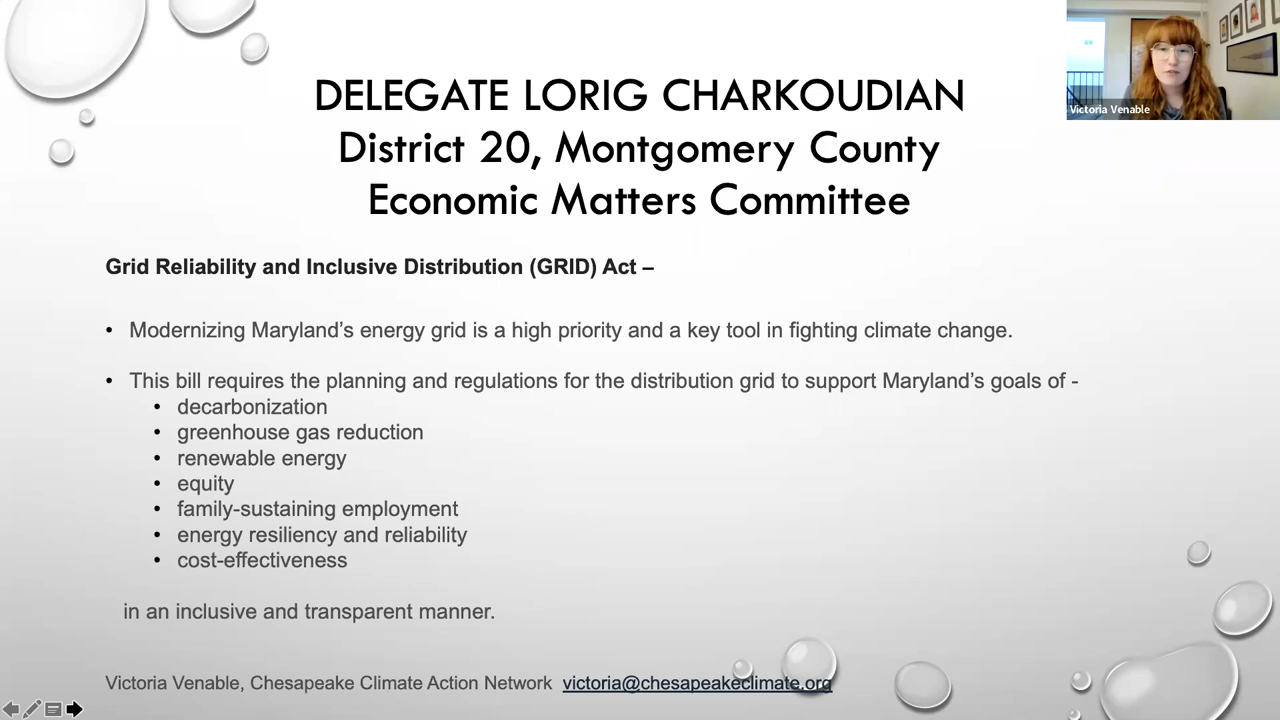 Victoria Venable
DELEGATE LORIG CHARKOUDIAN
District 20, Montgomery County
Economic Matters Committee
Grid Reliability and Inclusive Distribution (GRID) Act –
• Modernizing Maryland’s energy grid is a high priority and a key tool in fighting climate change.
• This bill requires the planning and regulations for the distribution grid to support Maryland’s goals of -
• decarbonization
• greenhouse gas reduction
• renewable energy
• equity
• family-sustaining employment
• energy resiliency and reliability
• cost-effectiveness
in an inclusive and transparent manner.
Victoria Venable, Chesapeake Climate Action Network victoria@chesapeakeclimate.org